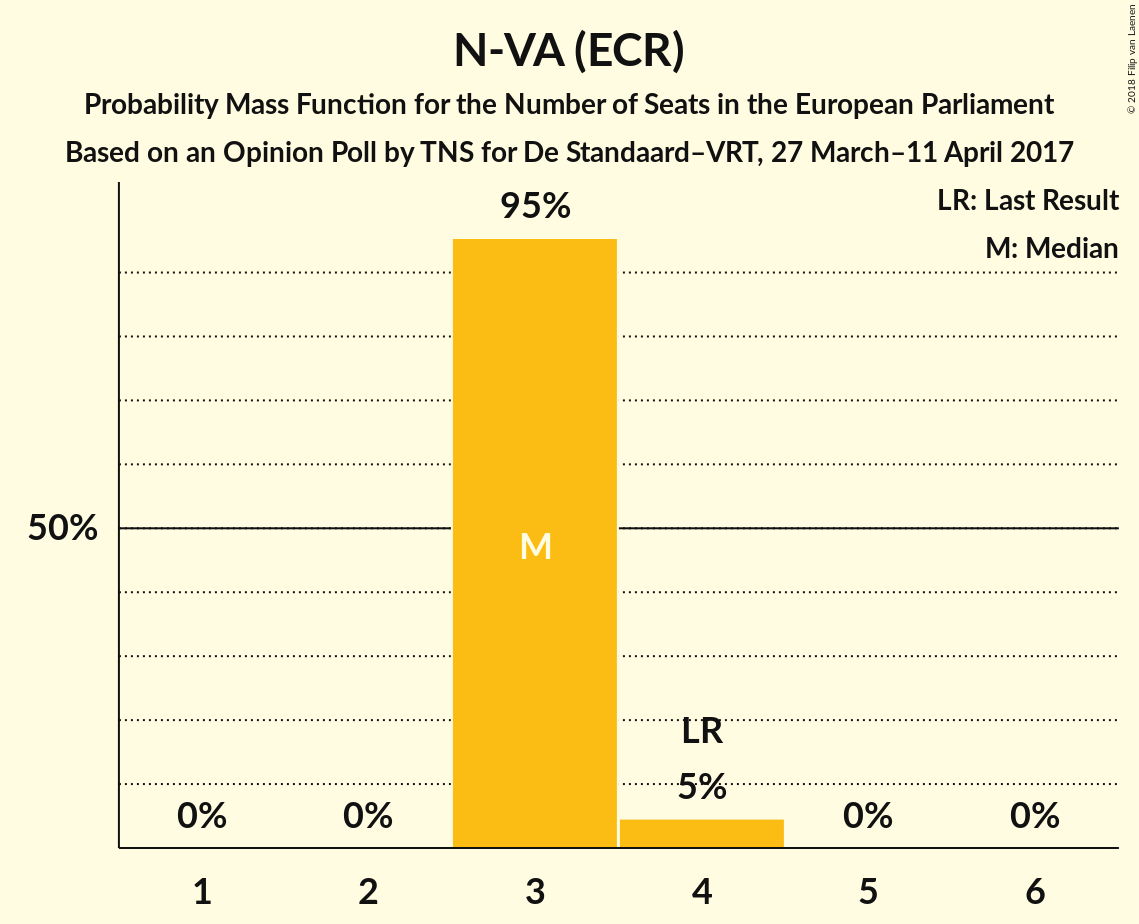 N-VA (ECR)
Probability Mass Function for the Number of Seats in the European Parliament
Based on an Opinion Poll by TNS for De Standaard–VRT, 27 March–11 April 2017
© 2018 Filip van Laenen
LR: Last Result
M: Median
95%
50%
M
LR
0%
0%
5%
0%
0%
1
2
3
4
5
6